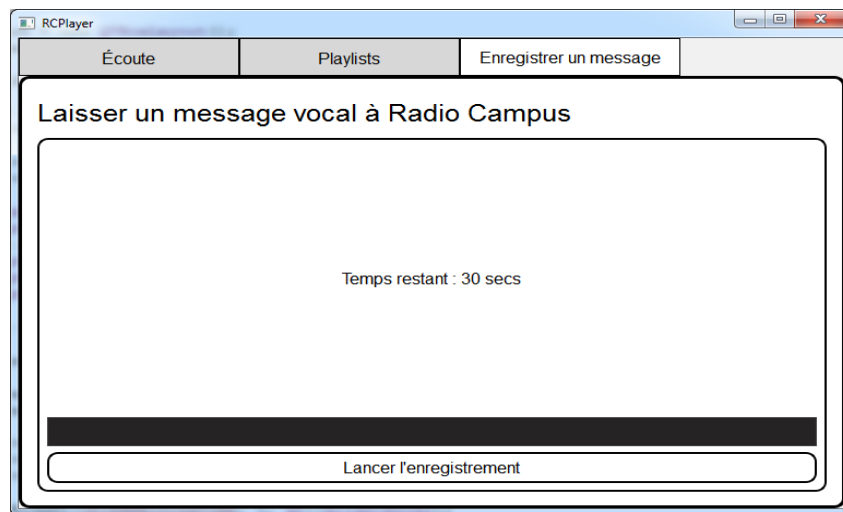 RCPlayer
Écoute
Playlists
Enregistrer un message
Laisser un message vocal à Radio Campus
Temps restant : 30 secs
Lancer l'enregistrement